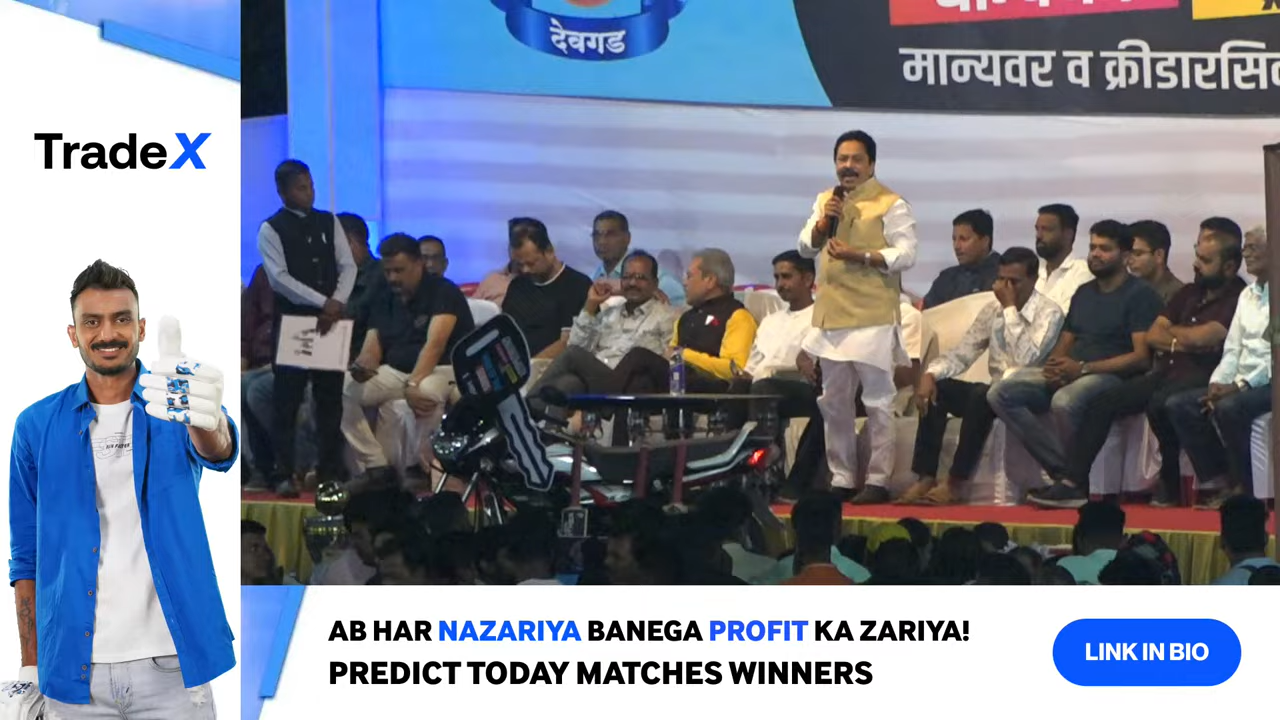 TradeX
देवगड
मान्यवर व क्रीडारसि
AB HAR NAZARIYA BANEGA PROFIT KA ZARIYA!
PREDICT TODAY MATCHES WINNERS
LINK IN BIO